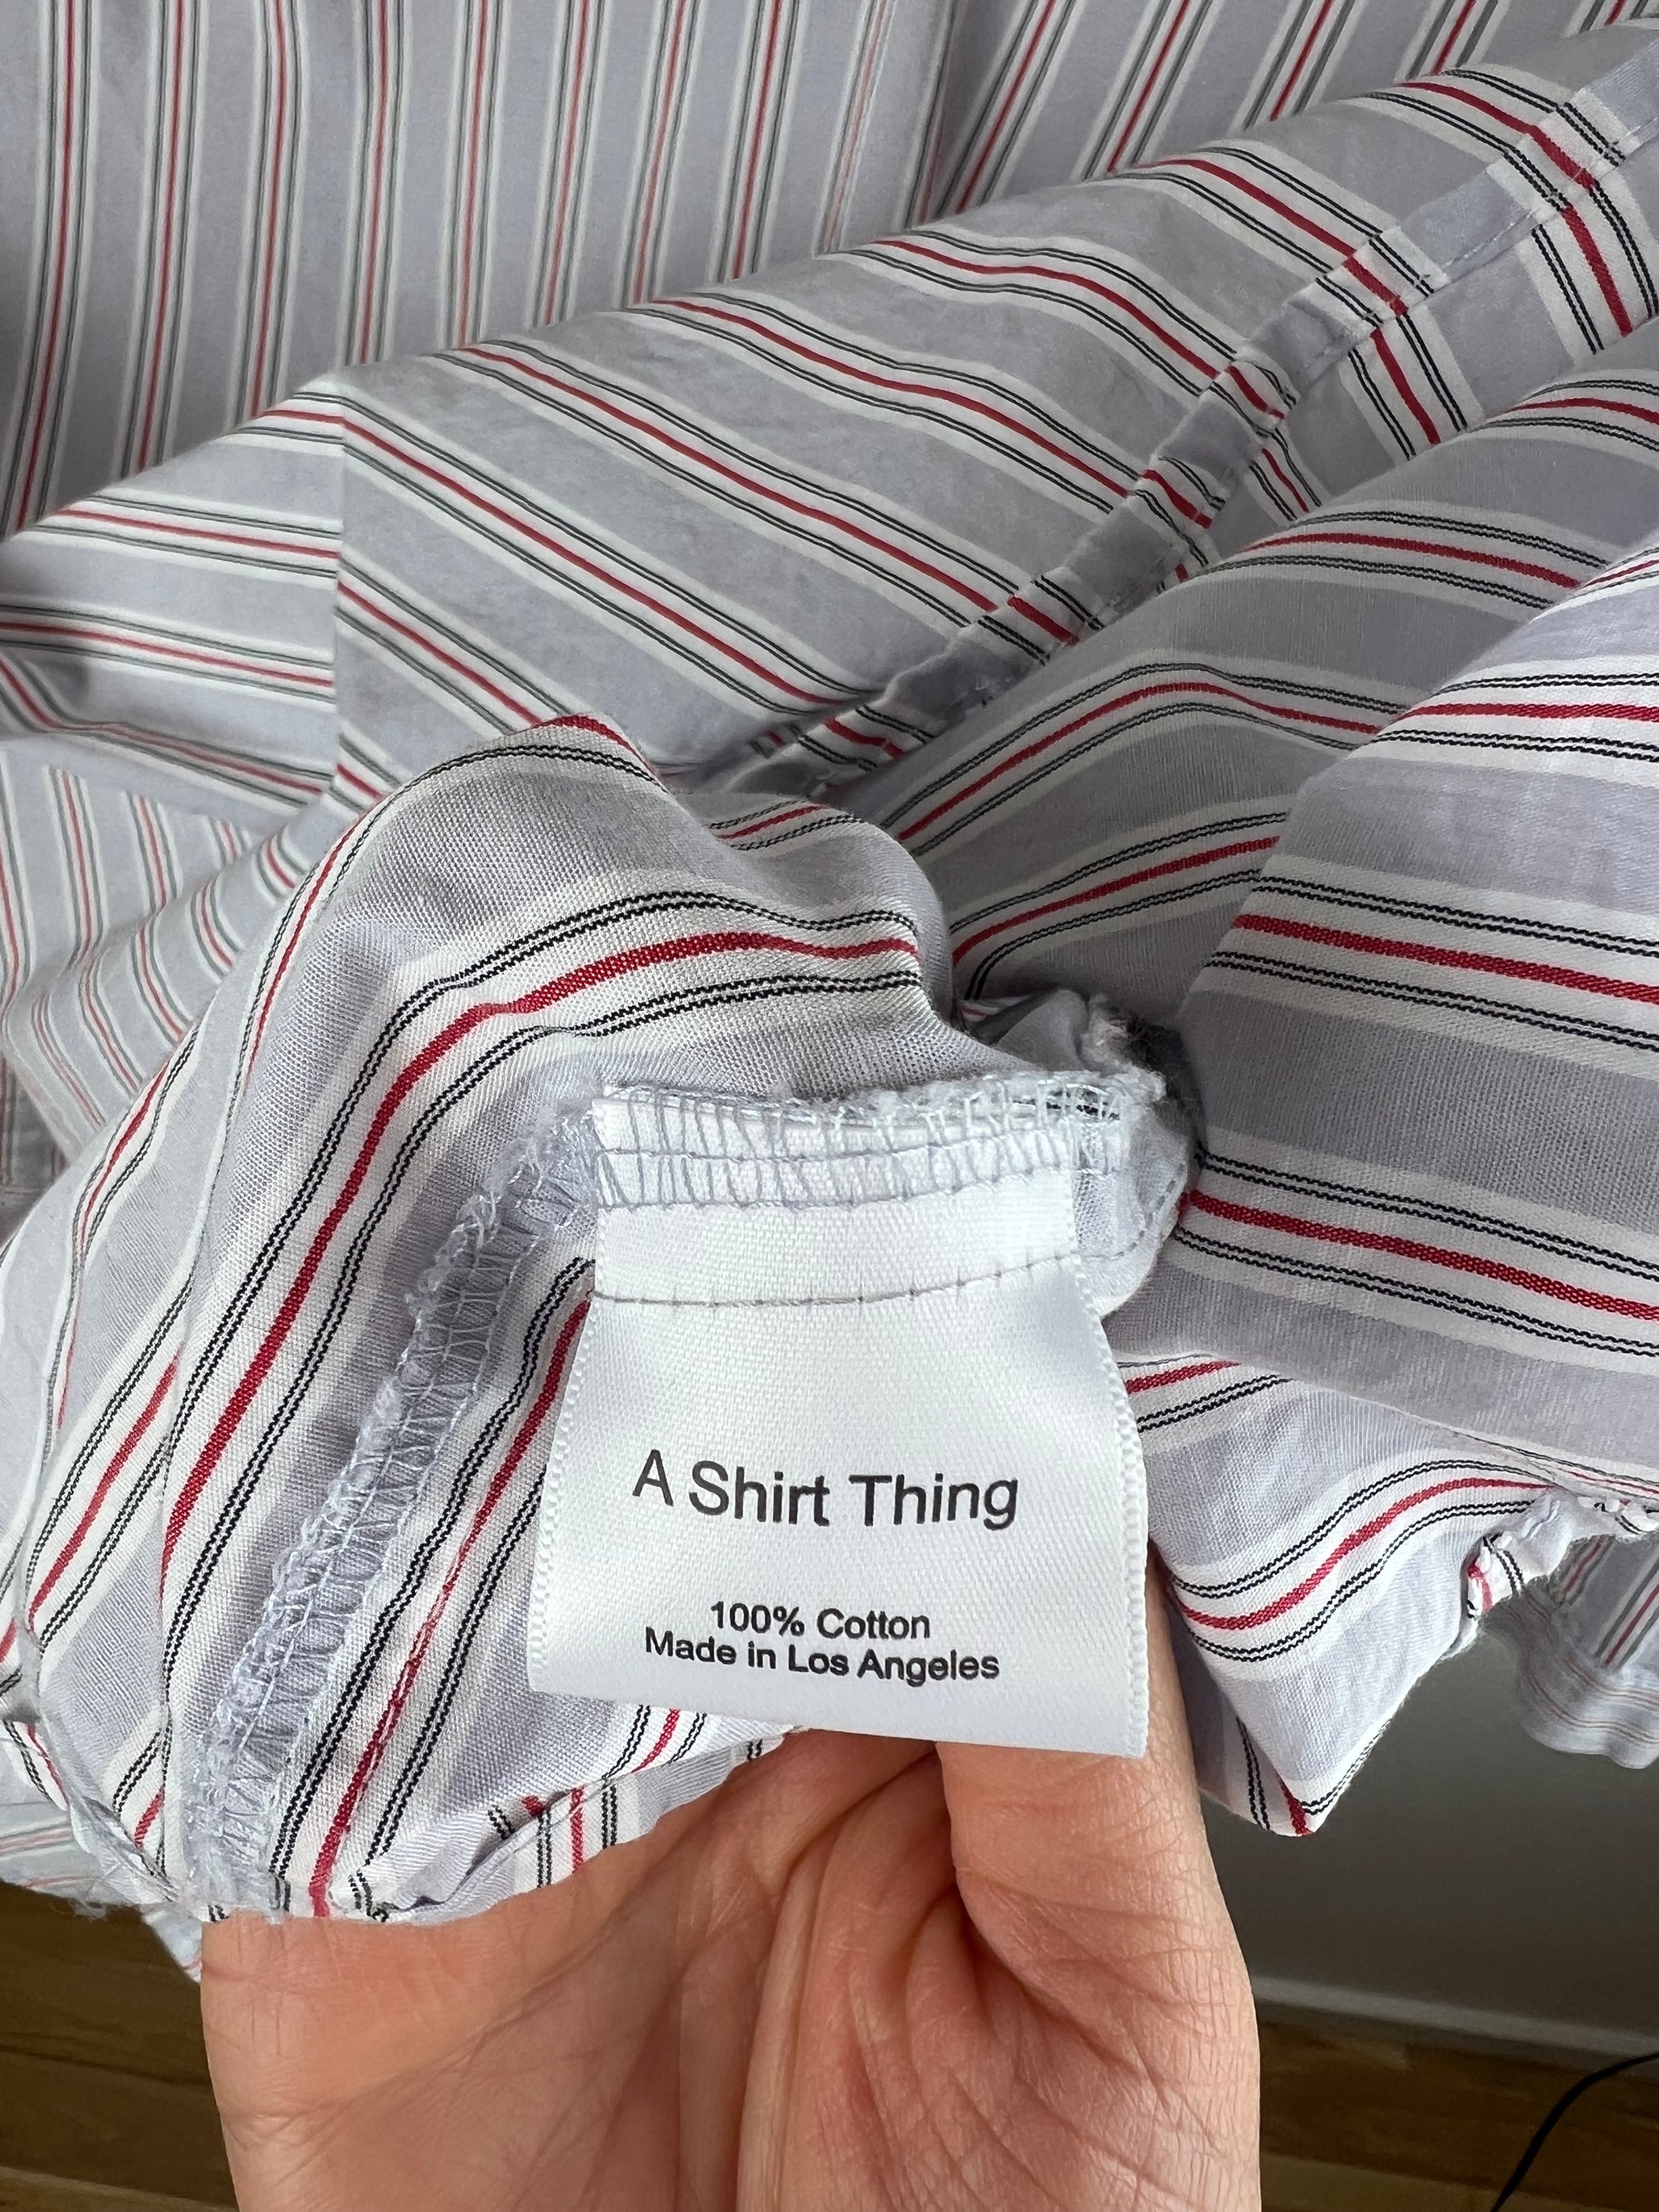 A Shirt Thing
100% Cotton
Made in Los Angeles